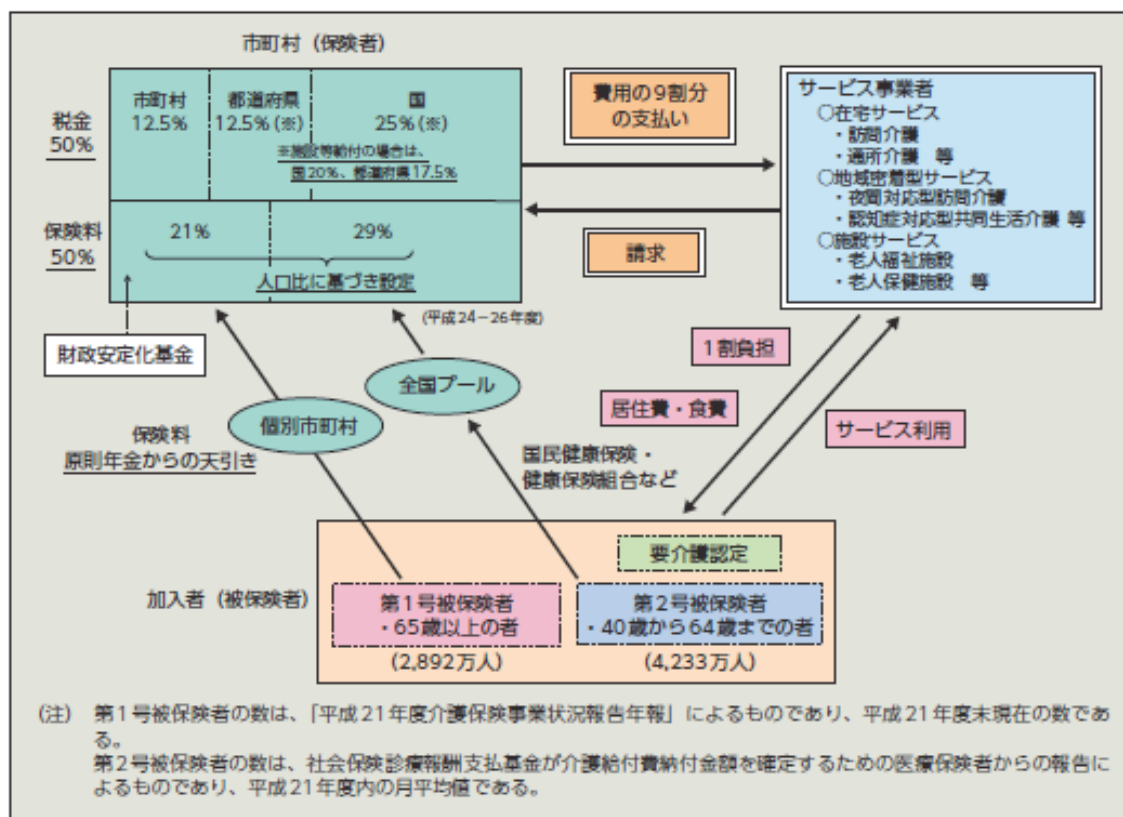 市町村（保険者）
税金
50%
市町村
12.5%
都道府県
12.5%(※)
国
25%(※)
※施設等給付の場合は、
国20%、都道府県17.5%
保険料
50%
21%
29%
人口比に基づき設定
(平成24－26年度)
財政安定化基金
費用の9割分
の支払い
請求
サービス事業者
○在宅サービス
・訪問介護
・通所介護　等
○地域密着型サービス
・夜間対応型訪問介護
・認知症対応型共同生活介護 等
○施設サービス
・老人福祉施設
・老人保健施設　等
1割負担
居住費・食費
サービス利用
全国プール
個別市町村
保険料
原則年金からの天引き
国民健康保険・
健康保険組合など
要介護認定
加入者（被保険者）
第1号被保険者
・65歳以上の者
(2,892万人)
第2号被保険者
・40歳から64歳までの者
(4,233万人)
(注)　第1号被保険者の数は、「平成21年度介護保険事業状況報告年報」によるものであり、平成21年度末現在の数であ
る。
第2号被保険者の数は、社会保険診療報酬支払基金が介護給付費納付金額を確定するための医療保険者からの報告に
よるものであり、平成21年度内の月平均値である。